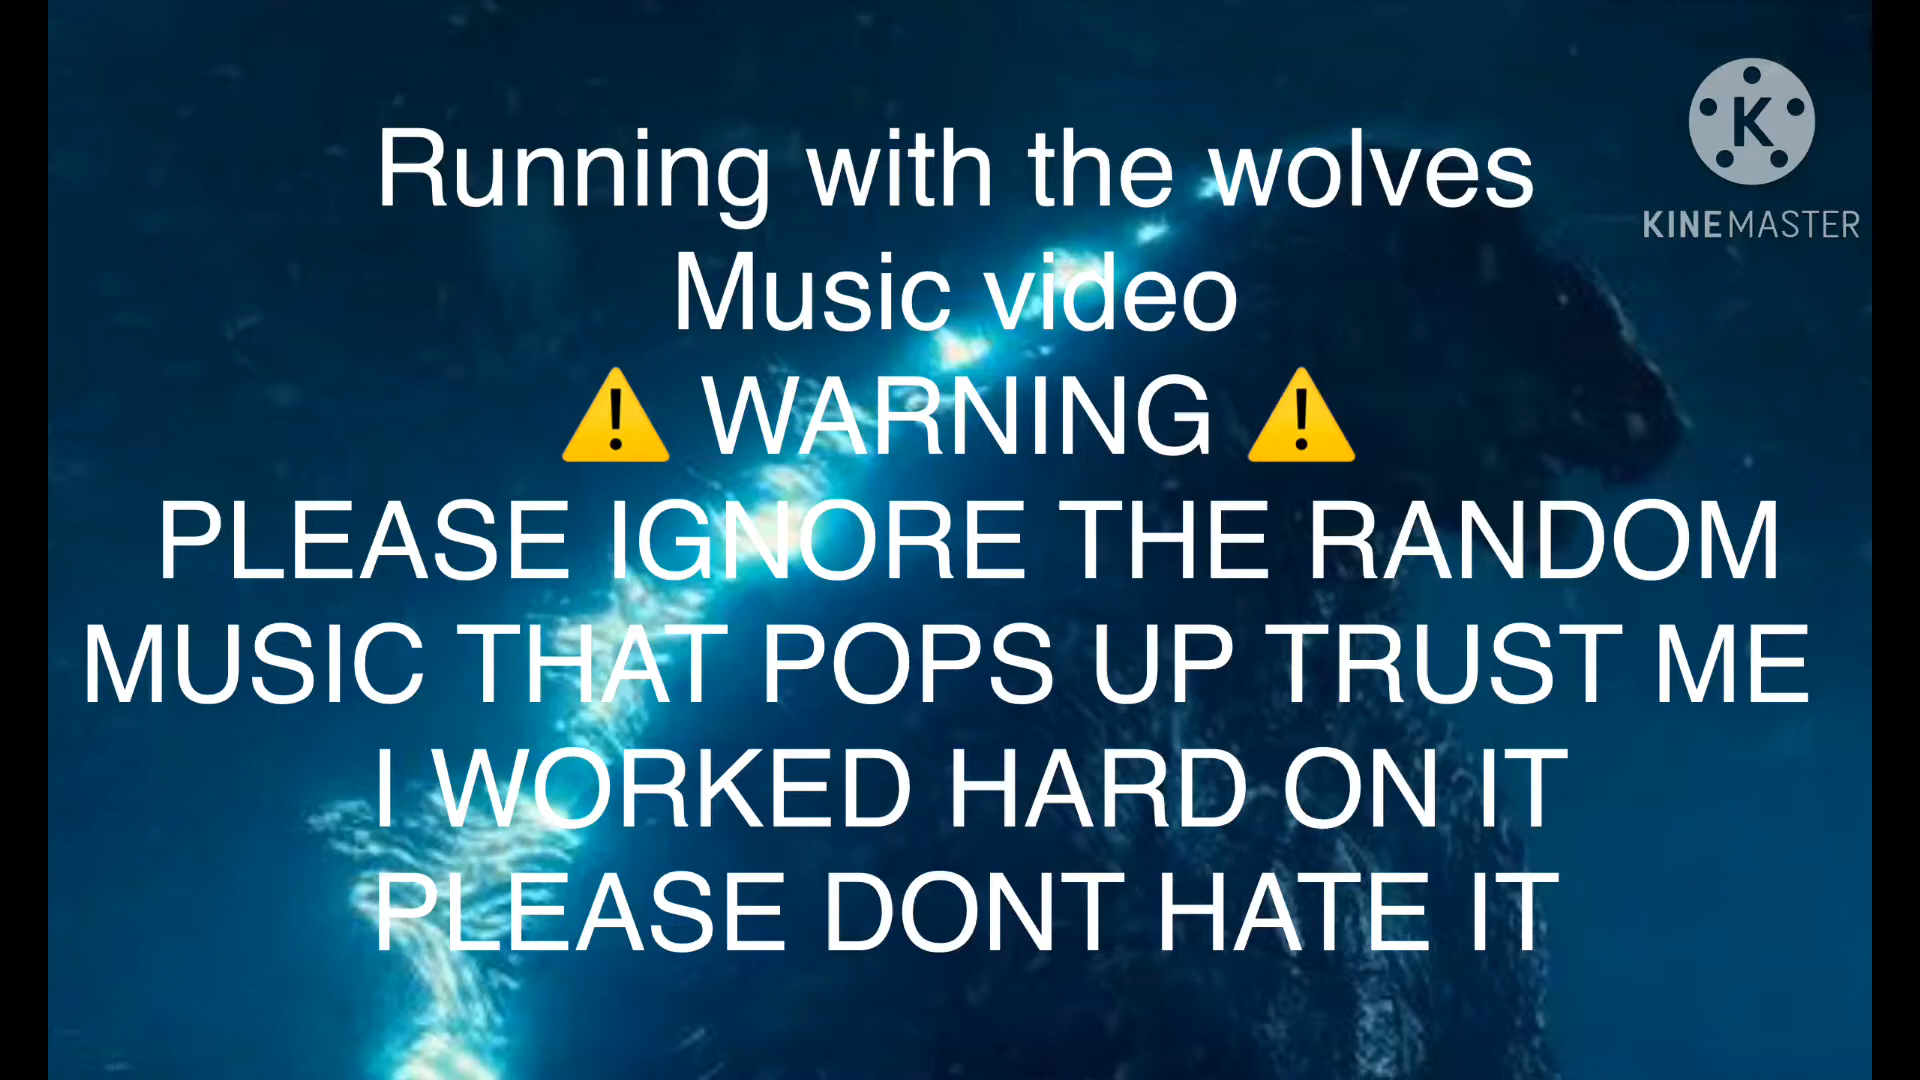 Running with the wolves
Music video
⚠️ WARNING ⚠️
PLEASE IGNORE THE RANDOM
MUSIC THAT POPS UP TRUST ME
I WORKED HARD ON IT
PLEASE DONT HATE IT
K
KINEMASTER